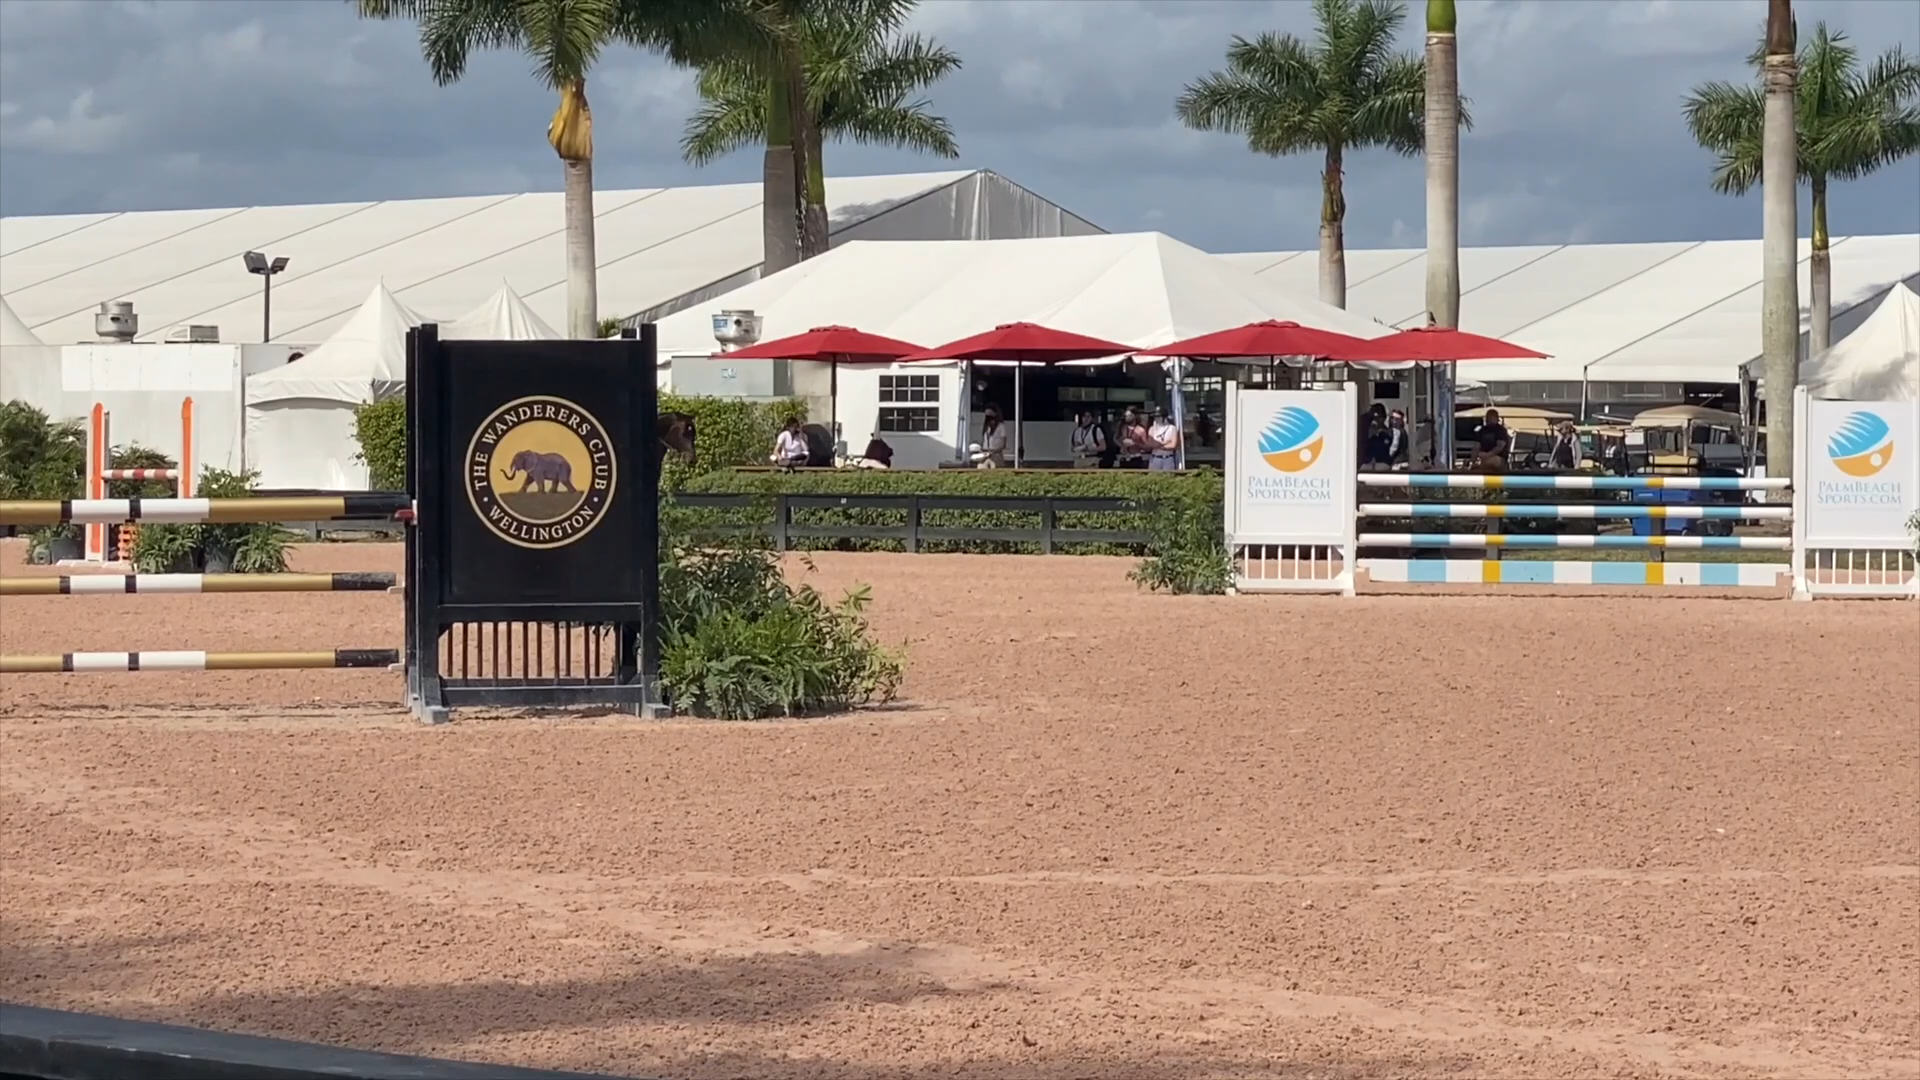 THE WANDERERS CLUB
WELLINGTON
PALMBEACH
SPORTS.COM
PALMBEACH
SPORTS.COM